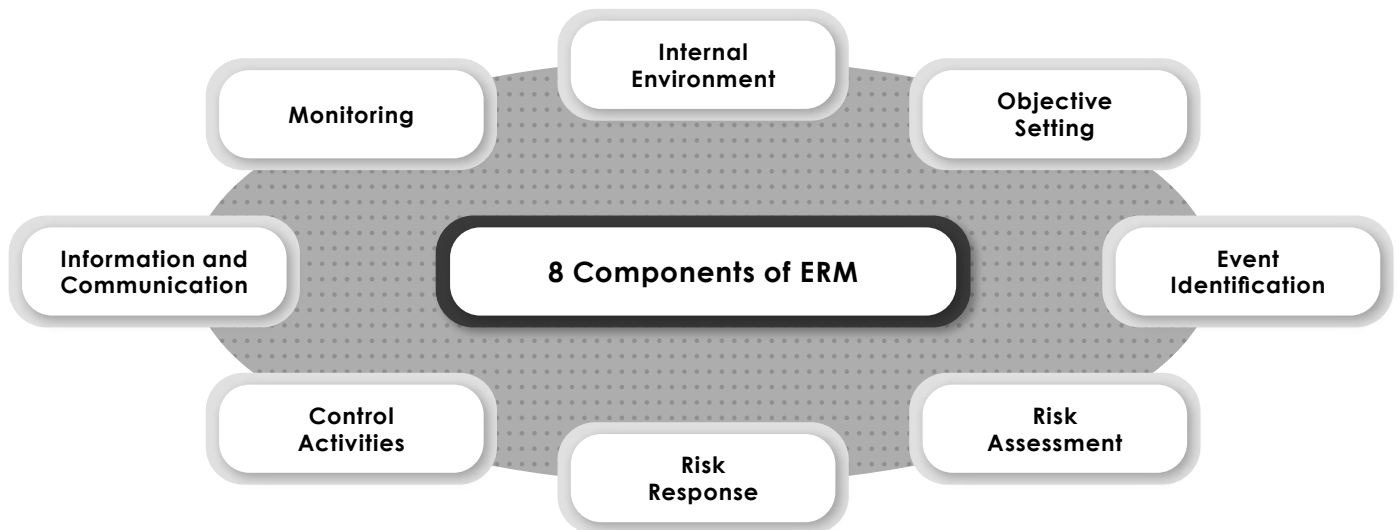 Internal
Environment
Objective
Setting
Event
Identification
Risk
Assessment
Risk
Response
Control
Activities
Information and
Communication
Monitoring
8 Components of ERM